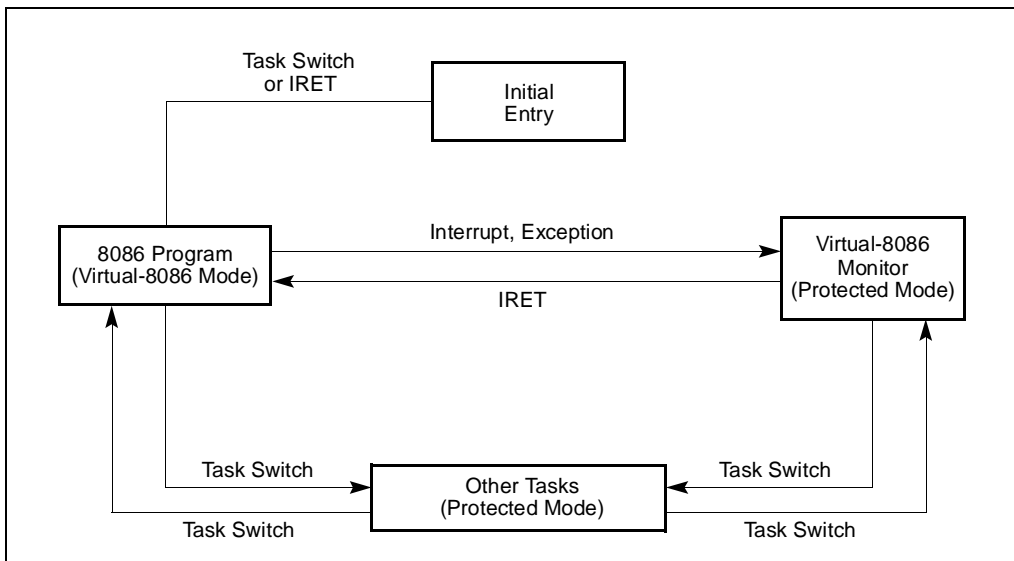 Task Switch
or IRET
Initial
Entry
8086 Program
(Virtual-8086 Mode)
Interrupt, Exception
IRET
Virtual-8086
Monitor
(Protected Mode)
Task Switch
Task Switch
Other Tasks
(Protected Mode)
Task Switch
Task Switch